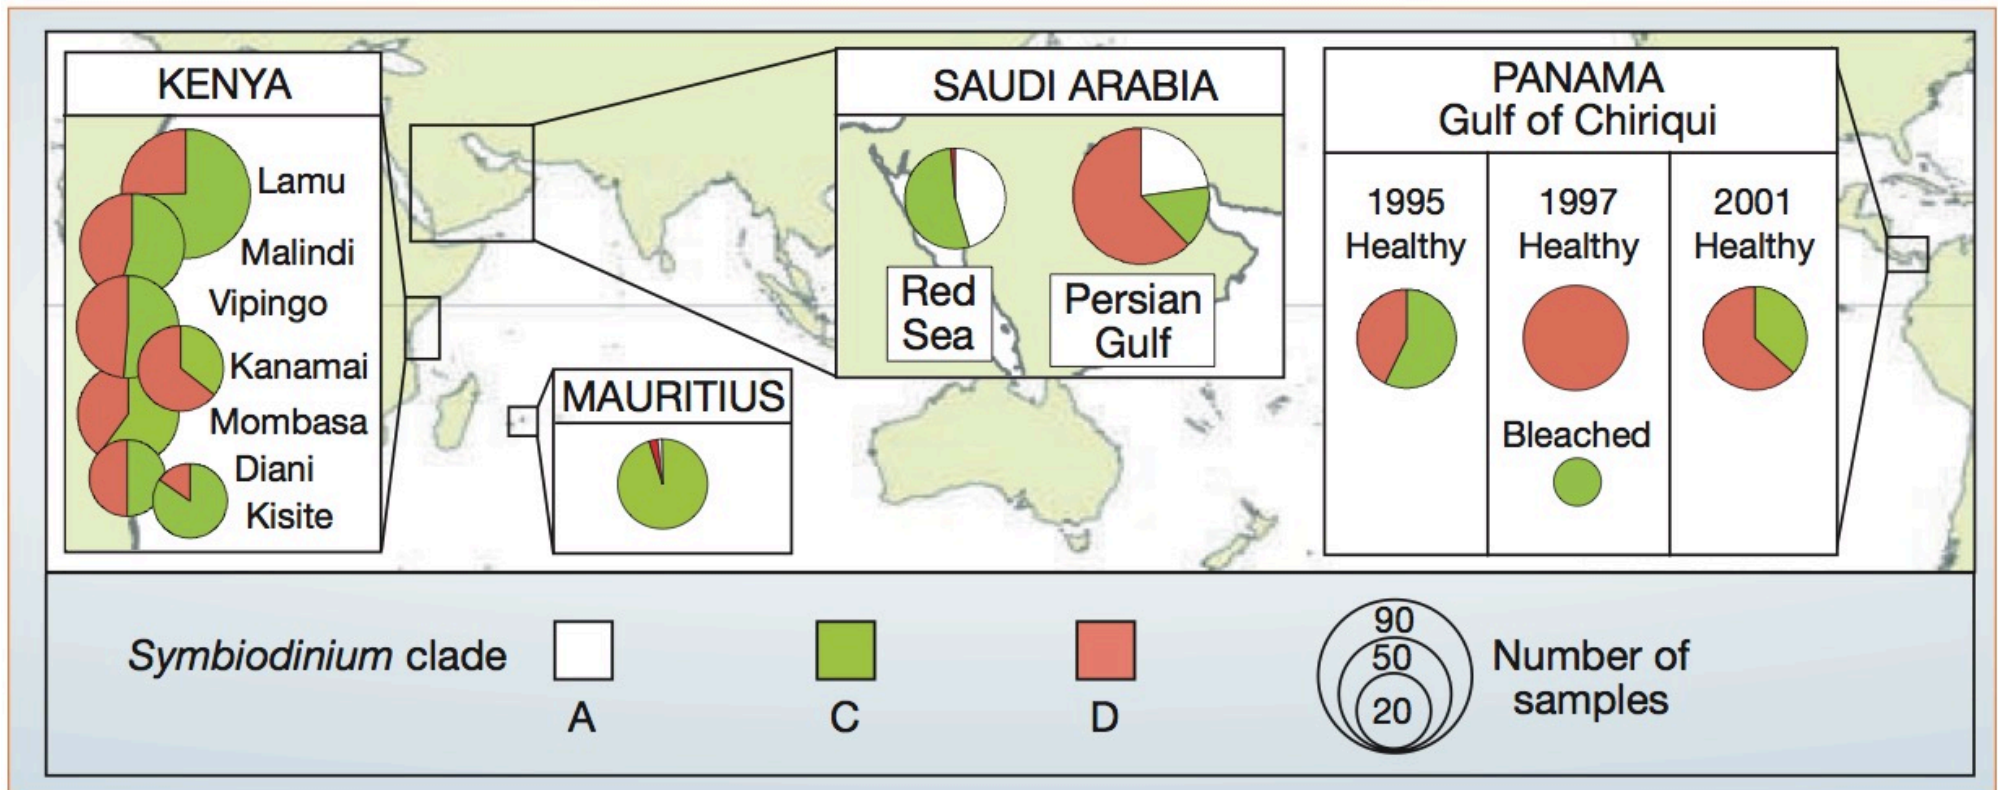 KENYA
Lamu
Malindi
Vipingo
Kanamai
Mombasa
Diani
Kisite
MAURITIUS
SAUDI ARABIA
Red
Sea
Persian
Gulf
PANAMA
Gulf of Chiriqui
1995
Healthy
1997
Healthy
Bleached
2001
Healthy
Symbiodinium clade
A
C
D
90
50
20
Number of
samples